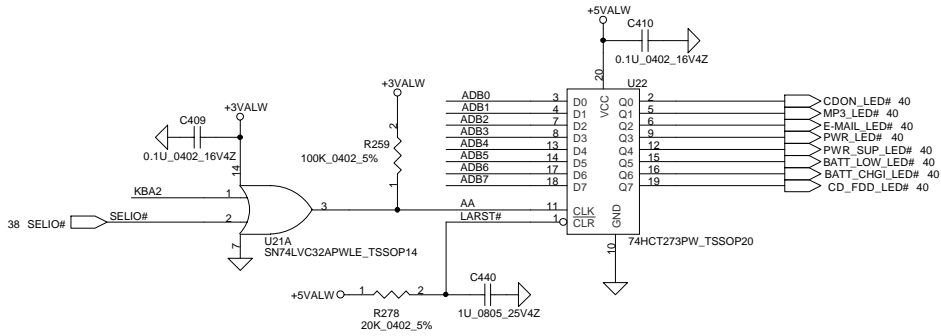 +5VALW
C410
0.1U_0402_16V4Z
20
U22
+3VALW
+3VALW
C409
0.1U_0402_16V4Z
14
2
R259
100K_0402_5%
1
VCC
ADB0 3 D0 Q0 2 CDON_LED# 40
ADB1 4 D1 Q1 5 MP3_LED# 40
ADB2 7 D2 Q2 6 E-MAIL_LED# 40
ADB3 8 D3 Q3 9 PWR_LED# 40
ADB4 13 D4 Q4 12 PWR_SUP_LED# 40
ADB5 14 D5 Q5 15 BATT_LOW_LED# 40
ADB6 17 D6 Q6 16 BATT_CHGI_LED# 40
ADB7 18 D7 Q7 19 CD_FDD_LED# 40
KBA2 1
38 SELIO# SELIO# 2
3
AA 11 CLK
LARST# 1 CLR
GND
10
7
U21A
SN74LVC32APWLE_TSSOP14
74HCT273PW_TSSOP20
+5VALW 1 2
R278
20K_0402_5%
C440
1U_0805_25V4Z